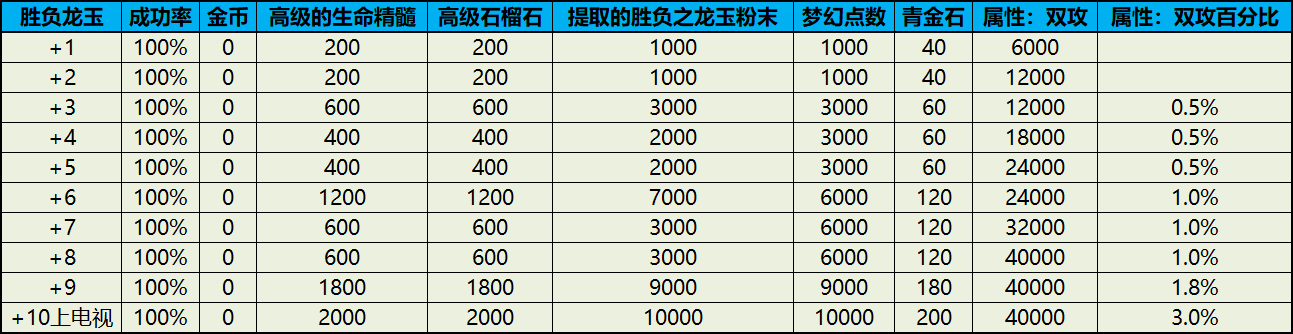 胜负龙玉 成功率 金币 高级的生命精髓 高级石榴石 提取的胜负之龙玉粉末 梦幻点数 青金石 属性：双攻 属性：双攻百分比
+1 100% 0 200 200 1000 1000 40 6000
+2 100% 0 200 200 1000 1000 40 12000
+3 100% 0 600 600 3000 3000 60 12000 0.5%
+4 100% 0 400 400 2000 3000 60 18000 0.5%
+5 100% 0 400 400 2000 3000 60 24000 0.5%
+6 100% 0 1200 1200 7000 6000 120 24000 1.0%
+7 100% 0 600 600 3000 6000 120 32000 1.0%
+8 100% 0 600 600 3000 6000 120 40000 1.0%
+9 100% 0 1800 1800 9000 9000 180 40000 1.8%
+10上电视 100% 0 2000 2000 10000 10000 200 40000 3.0%